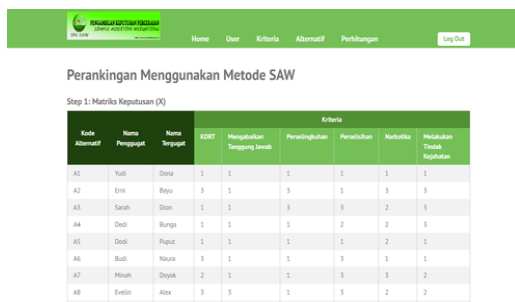 PENGAMBILAN KEPUTUSAN PERCERAIAN
SIMPLE ADDITIVE WEIGHTING
SPK-SAW
Home User Kriteria Alternatif Perhitungan Log Out
Perankingan Menggunakan Metode SAW
Step 1: Matriks Keputusan (X)
Kode Alternatif Nama Penggugat Nama Tergugat Kriteria
KDRT Mengabaikan Tanggung Jawab Perselingkuhan Perselisihan Narkotika Melakukan Tindak Kejahatan
A1 Yudi Dona 1 1 1 1 1 1
A2 Erni Bayu 3 1 3 1 3 3
A3 Sarah Dion 1 1 3 3 2 3
A4 Dedi Bunga 1 1 1 2 2 3
A5 Dodi Puput 1 1 1 1 2 1
A6 Budi Naura 3 1 1 3 1 1
A7 Minah Doyok 2 1 1 3 3 2
A8 Evelin Alex 3 3 1 3 2 2